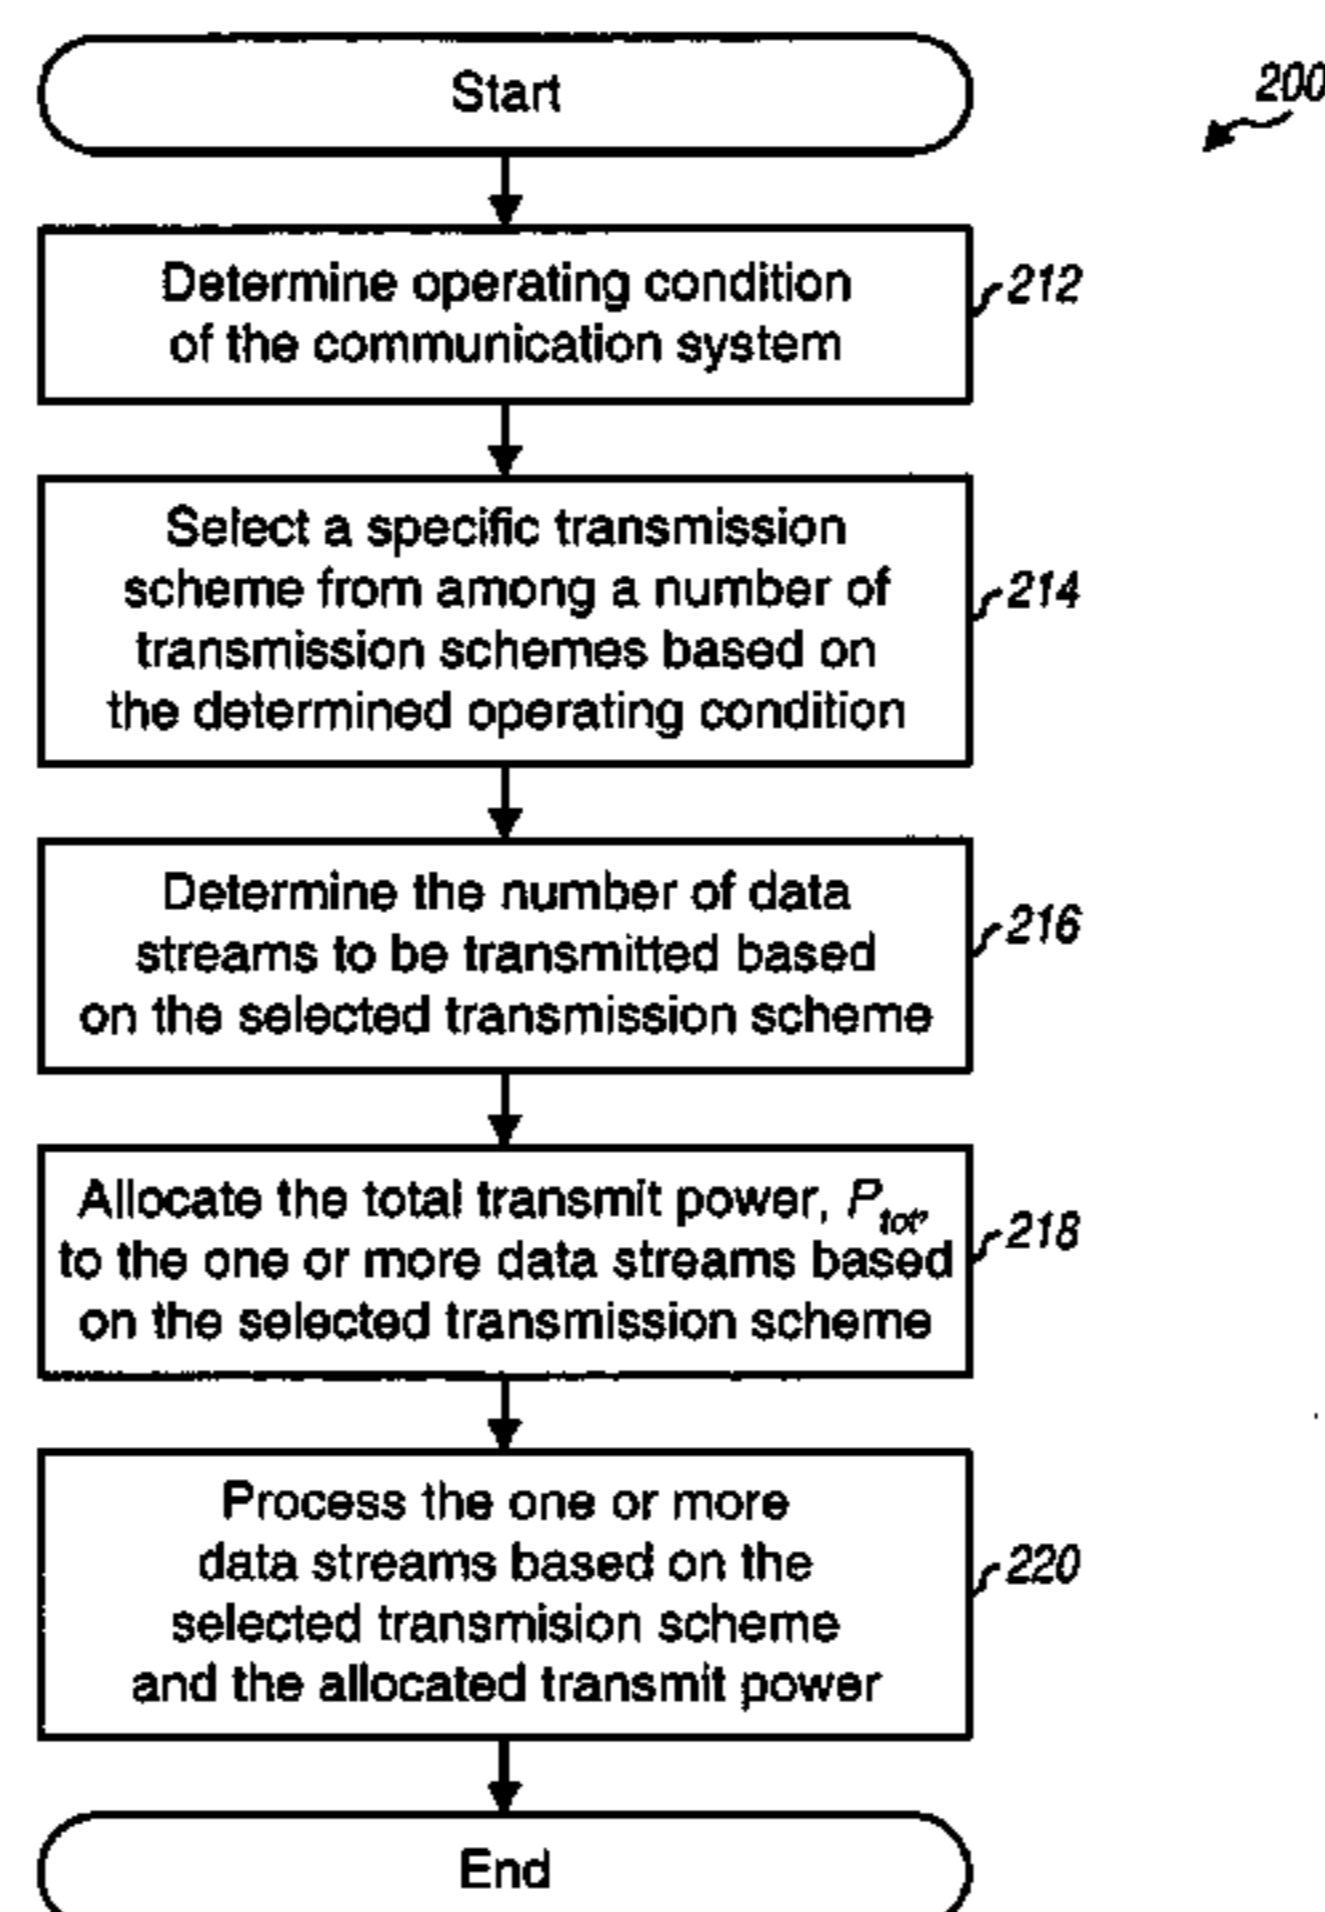 Start
200
Determine operating condition
of the communication system
212
Select a specific transmission
scheme from among a number of
transmission schemes based on
the determined operating condition
214
Determine the number of data
streams to be transmitted based
on the selected transmission scheme
216
Allocate the total transmit power, Ptot,
to the one or more data streams based
on the selected transmission scheme
218
Process the one or more
data streams based on the
selected transmision scheme
and the allocated transmit power
220
End